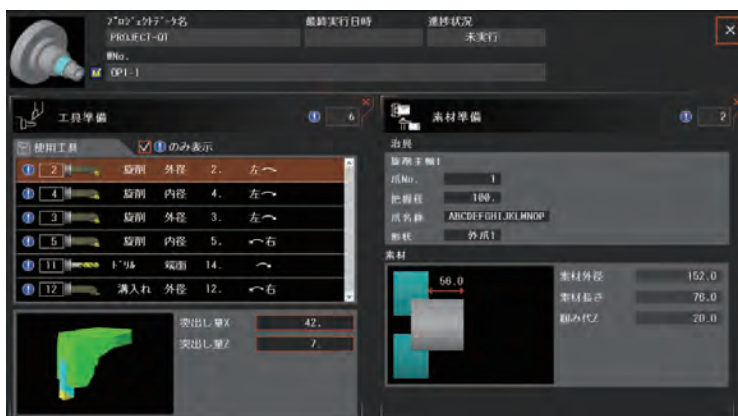 プロジェクトデータ名
最終実行日時
進捗状況
PROJECT-01
未実行
WNo.
OP1-1
工具準備
6
素材準備
2
使用工具
のみ表示
2 旋削 外径 2. 左
4 旋削 内径 4. 左
3 旋削 外径 3. 左
5 旋削 内径 5. 右
11 ドリル 端面 14.
12 溝入れ 外径 12. 右
突出し量X 42.
突出し量Z 7.
治具
旋削主軸1
爪No. 1
把握径 100.
爪名称 ABCDEFGHIJKLMNOP
形状 外爪1
素材
56.0
素材外径 152.0
素材長さ 76.0
掴み代Z -20.0